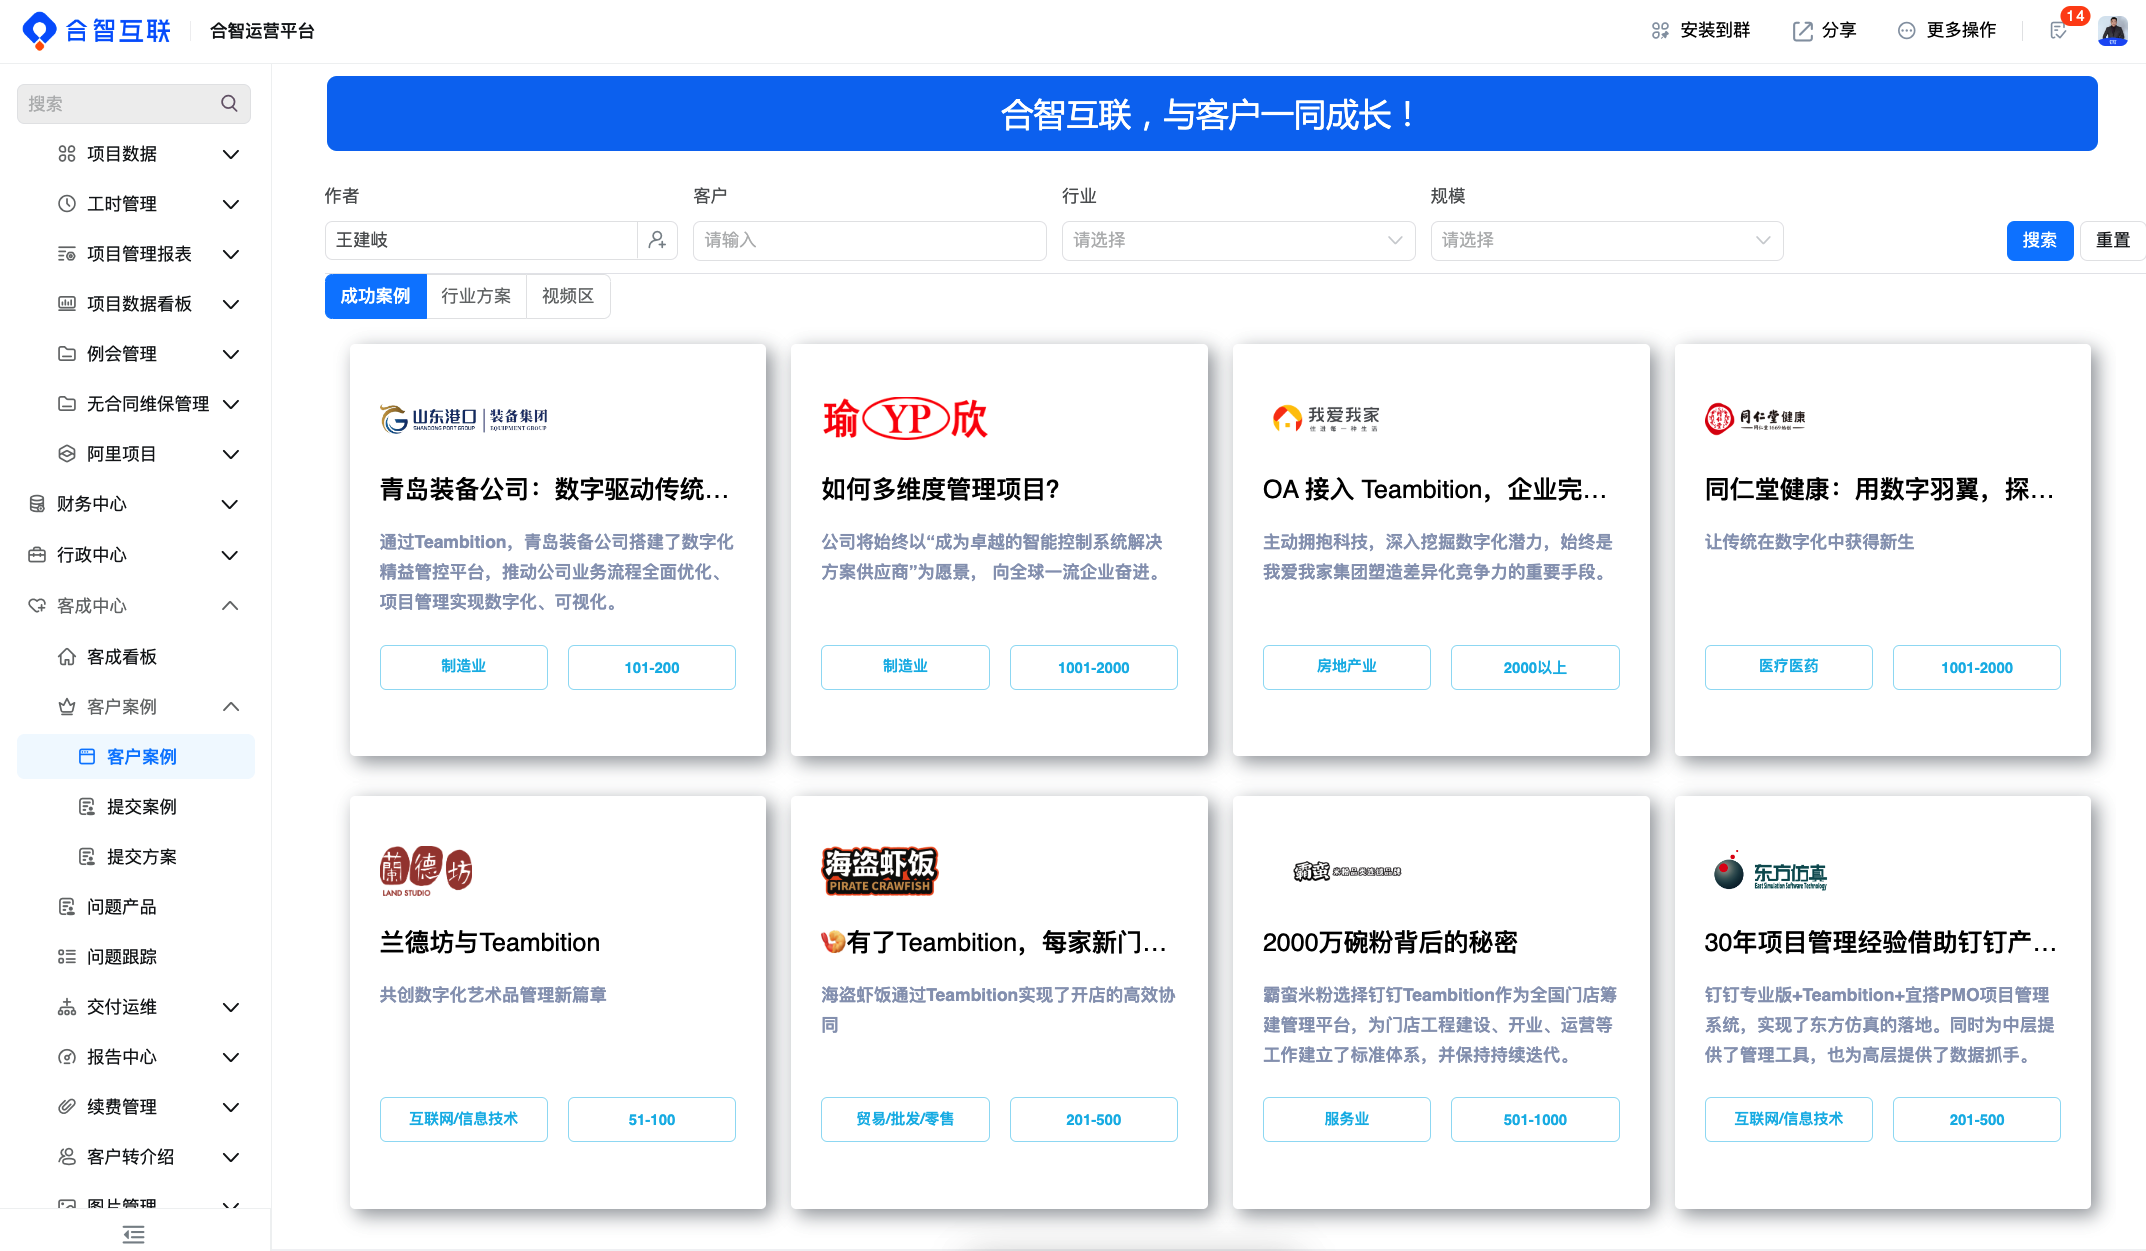 合智互联
合智运营平台
安装到群
分享
更多操作
14
搜索
项目数据
工时管理
项目管理报表
项目数据看板
例会管理
无合同维保管理
阿里项目
财务中心
行政中心
客成中心
客成看板
客户案例
客户案例
提交案例
提交方案
问题产品
问题跟踪
交付运维
报告中心
续费管理
客户转介绍
图片管理
合智互联，与客户一同成长！
作者
客户
行业
规模
王建岐
请输入
请选择
请选择
搜索
重置
成功案例
行业方案
视频区
山东港口 装备集团
SHANDONG PORT GROUP EQUIPMENT GROUP
青岛装备公司：数字驱动传统...
通过Teambition，青岛装备公司搭建了数字化
精益管控平台，推动公司业务流程全面优化、
项目管理实现数字化、可视化。
制造业
101-200
瑜YP欣
如何多维度管理项目?
公司将始终以“成为卓越的智能控制系统解决
方案供应商”为愿景， 向全球一流企业奋进。
制造业
1001-2000
我爱我家
住进每一种生活
OA 接入 Teambition，企业完...
主动拥抱科技，深入挖掘数字化潜力，始终是
我爱我家集团塑造差异化竞争力的重要手段。
房地产业
2000以上
同仁堂健康
同仁健康：用数字羽翼，探...
让传统在数字化中获得新生
医疗医药
1001-2000
蘭德坊
LAND STUDIO
兰德坊与Teambition
共创数字化艺术品管理新篇章
互联网/信息技术
51-100
海盗虾饭
PIRATE CRAWFISH
🦐有了Teambition，每家新门...
海盗虾饭通过Teambition实现了开店的高效协
同
贸易/批发/零售
201-500
霸蛮 米粉品类连锁品牌
2000万碗粉背后的秘密
霸蛮米粉选择钉钉Teambition作为全国门店筹
建管理平台，为门店工程建设、开业、运营等
工作建立了标准体系，并保持持续迭代。
服务业
501-1000
东方仿真
East Simulation Software Technology
30年项目管理经验借助钉钉产...
钉钉专业版+Teambition+宜搭PMO项目管理
系统，实现了东方仿真的落地。同时为中层提
供了管理工具，也为高层提供了数据抓手。
互联网/信息技术
201-500